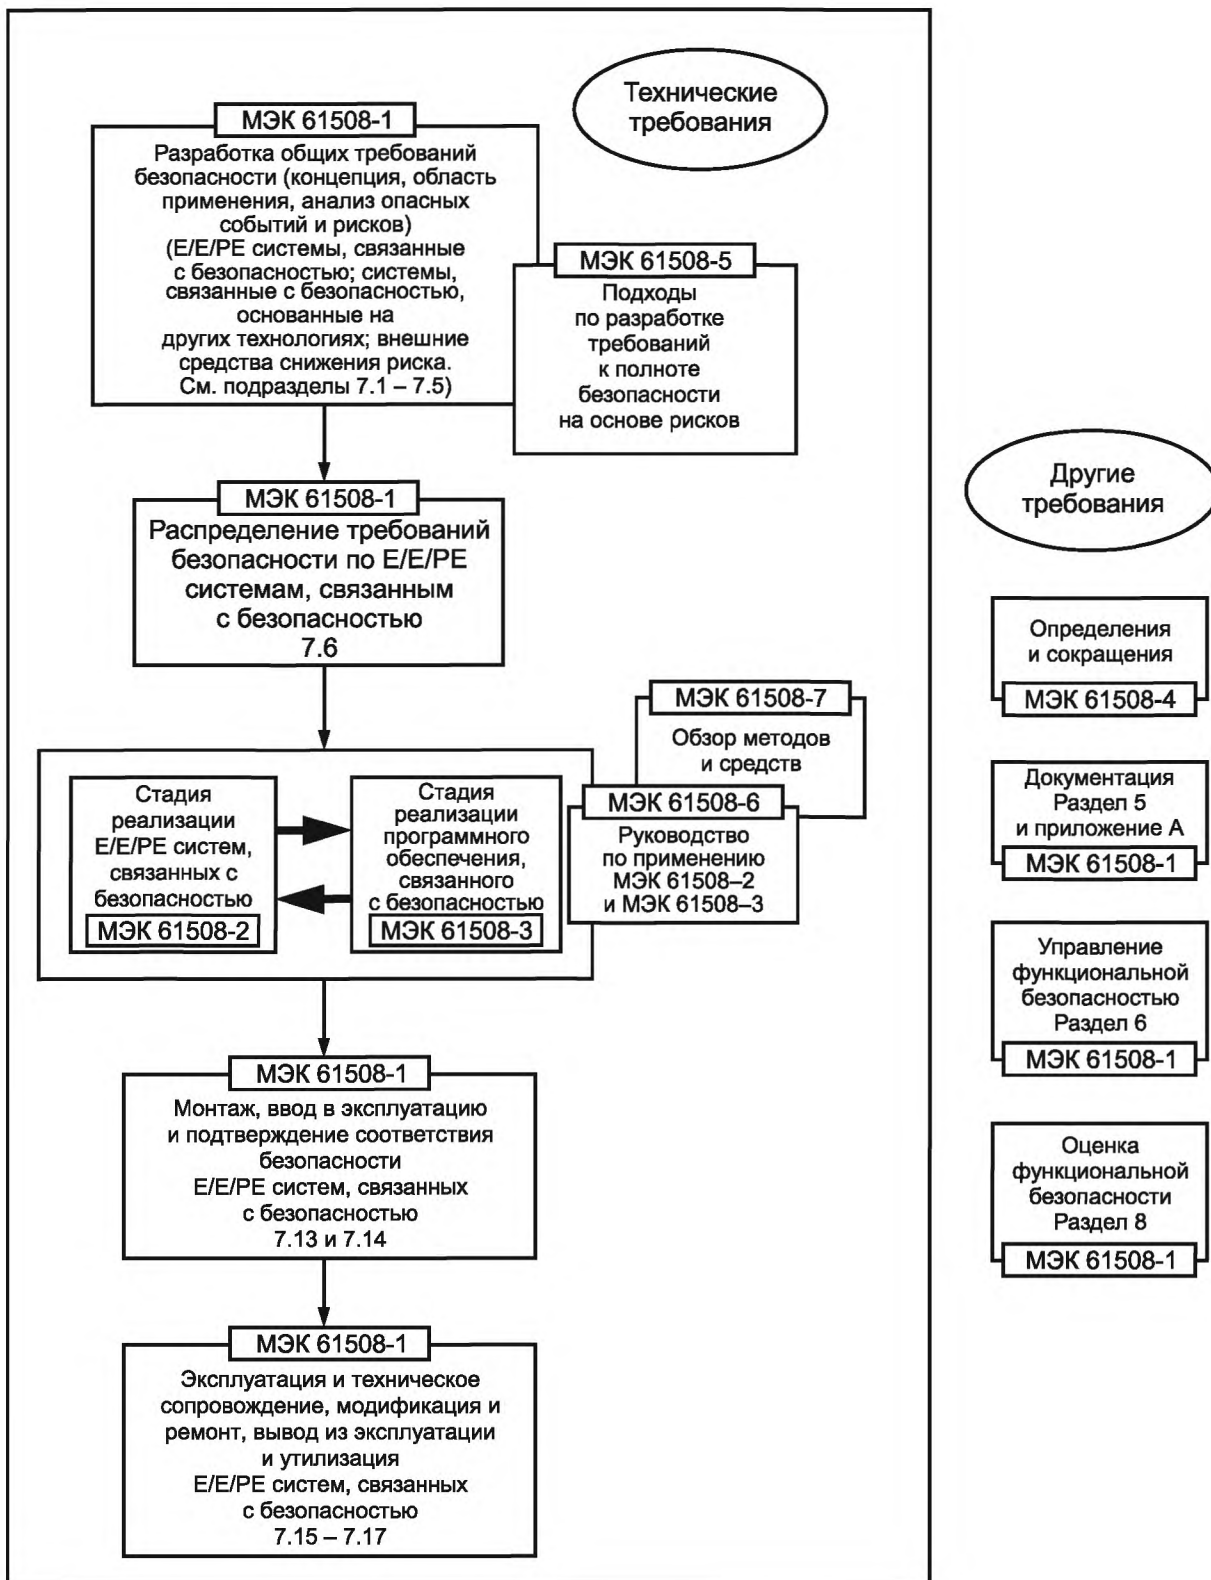 Технические
требования
МЭК 61508-1
Разработка общих требований
безопасности (концепция, область
применения, анализ опасных
событий и рисков)
(Е/Е/РЕ системы, связанные
с безопасностью; системы,
связанные с безопасностью,
основанные на
других технологиях; внешние
средства снижения риска.
См. подразделы 7.1 – 7.5)
МЭК 61508-5
Подходы
по разработке
требований
к полноте
безопасности
на основе рисков
МЭК 61508-1
Распределение требований
безопасности по Е/Е/РЕ
системам, связанным
с безопасностью
7.6
МЭК 61508-7
Обзор методов
и средств
МЭК 61508-6
Руководство
по применению
МЭК 61508–2
и МЭК 61508–3
Стадия
реализации
Е/Е/РЕ систем,
связанных с
безопасностью
МЭК 61508-2
Стадия
реализации
программного
обеспечения,
связанного
с безопасностью
МЭК 61508-3
МЭК 61508-1
Монтаж, ввод в эксплуатацию
и подтверждение соответствия
безопасности
Е/Е/РЕ систем, связанных
с безопасностью
7.13 и 7.14
МЭК 61508-1
Эксплуатация и техническое
сопровождение, модификация и
ремонт, вывод из эксплуатации
и утилизация
Е/Е/РЕ систем, связанных
с безопасностью
7.15 – 7.17
Другие
требования
Определения
и сокращения
МЭК 61508-4
Документация
Раздел 5
и приложение А
МЭК 61508-1
Управление
функциональной
безопасностью
Раздел 6
МЭК 61508-1
Оценка
функциональной
безопасности
Раздел 8
МЭК 61508-1